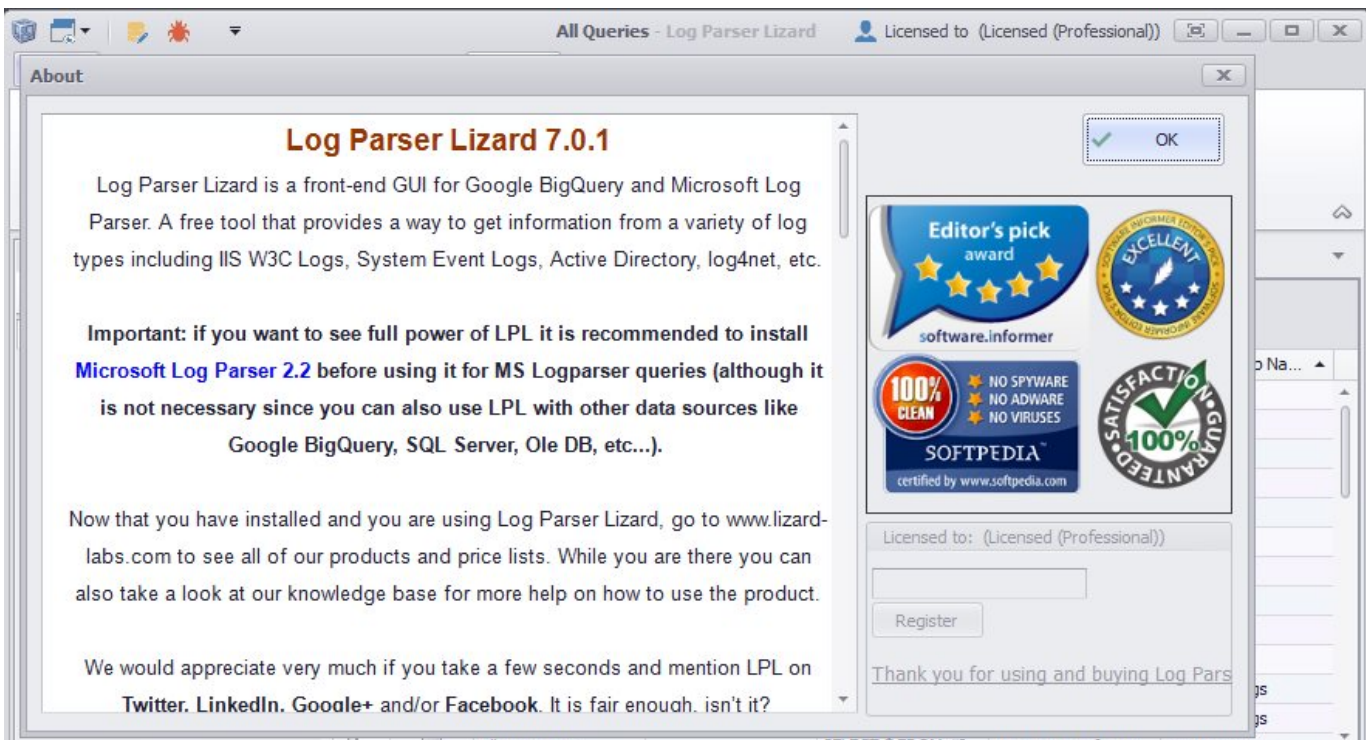 All Queries - Log Parser Lizard
Licensed to (Licensed (Professional))
About
Log Parser Lizard 7.0.1
Log Parser Lizard is a front-end GUI for Google BigQuery and Microsoft Log
Parser. A free tool that provides a way to get information from a variety of log
types including IIS W3C Logs, System Event Logs, Active Directory, log4net, etc.
Important: if you want to see full power of LPL it is recommended to install
Microsoft Log Parser 2.2 before using it for MS Logparser queries (although it
is not necessary since you can also use LPL with other data sources like
Google BigQuery, SQL Server, Ole DB, etc...).
Now that you have installed and you are using Log Parser Lizard, go to www.lizard-
labs.com to see all of our products and price lists. While you are there you can
also take a look at our knowledge base for more help on how to use the product.
We would appreciate very much if you take a few seconds and mention LPL on
Twitter, LinkedIn, Google+ and/or Facebook. It is fair enough, isn't it?
OK
Editor's pick
award
software.informer
SOFTWARE INFORMER EDITOR'S PICK
EXCELLENT
100%
CLEAN
NO SPYWARE
NO ADWARE
NO VIRUSES
SOFTPEDIA™
certified by www.softpedia.com
SATISFACTION
100%
GUARANTEED
Licensed to: (Licensed (Professional))
Register
Thank you for using and buying Log Pars
Na...
gs
gs